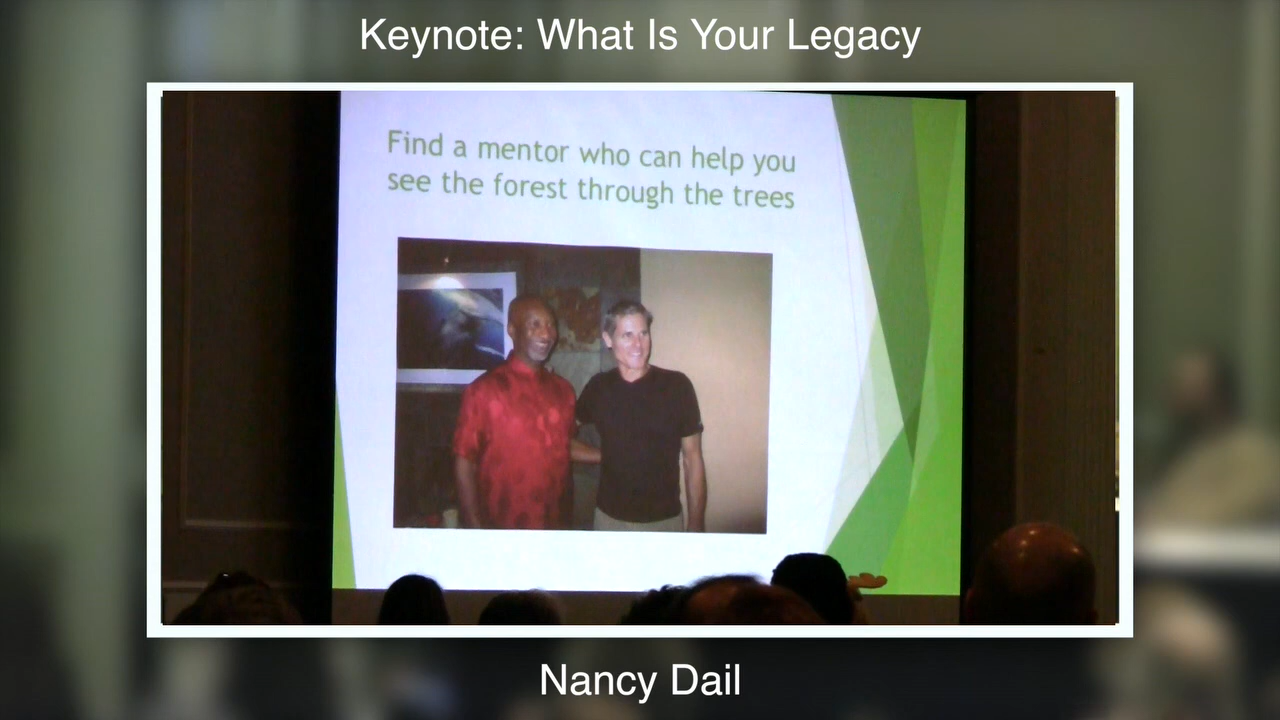 Keynote: What Is Your Legacy
Find a mentor who can help you
see the forest through the trees
Nancy Dail